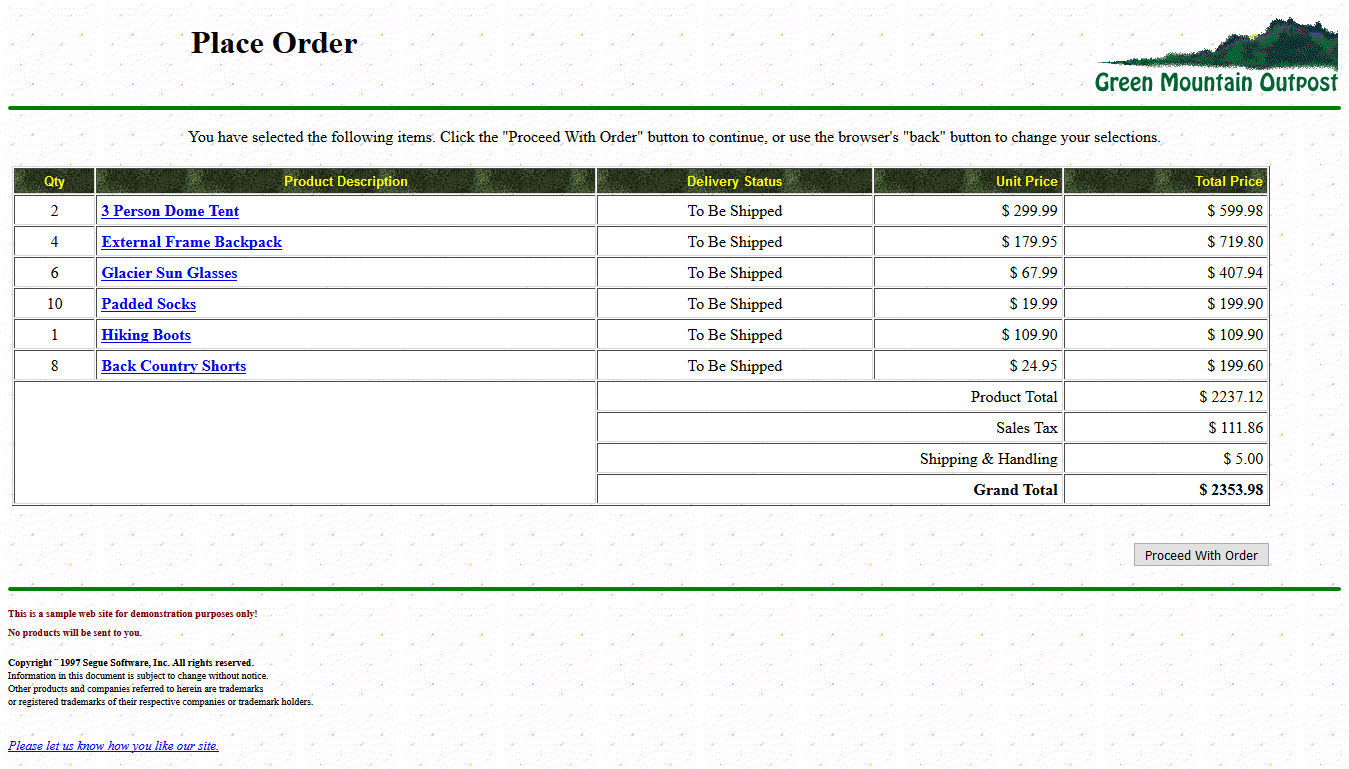 Place Order
Green Mountain Outpost
You have selected the following items. Click the "Proceed With Order" button to continue, or use the browser's "back" button to change your selections.
Qty Product Description Delivery Status Unit Price Total Price
2 3 Person Dome Tent To Be Shipped $ 299.99 $ 599.98
4 External Frame Backpack To Be Shipped $ 179.95 $ 719.80
6 Glacier Sun Glasses To Be Shipped $ 67.99 $ 407.94
10 Padded Socks To Be Shipped $ 19.99 $ 199.90
1 Hiking Boots To Be Shipped $ 109.90 $ 109.90
8 Back Country Shorts To Be Shipped $ 24.95 $ 199.60
Product Total $ 2237.12
Sales Tax $ 111.86
Shipping & Handling $ 5.00
Grand Total $ 2353.98
Proceed With Order
This is a sample web site for demonstration purposes only!
No products will be sent to you.
Copyright ¨ 1997 Segue Software, Inc. All rights reserved.
Information in this document is subject to change without notice.
Other products and companies referred to herein are trademarks
or registered trademarks of their respective companies or trademark holders.
Please let us know how you like our site.